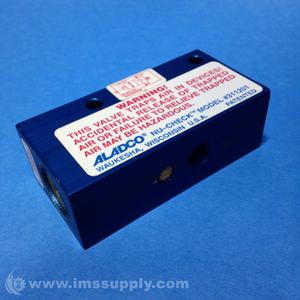 WARNING!
THIS VALVE TRAPS AIR IN DEVICES!
ACCIDENTAL RELEASE OF TRAPPED
AIR OR FAILURE TO RELIEVE TRAPPED
AIR MAY BE HAZARDOUS.
ALADCO® NU-CHECK® MODEL #311201
WAUKESHA, WISCONSIN U.S.A. PATENTED
© www.imssupply.com